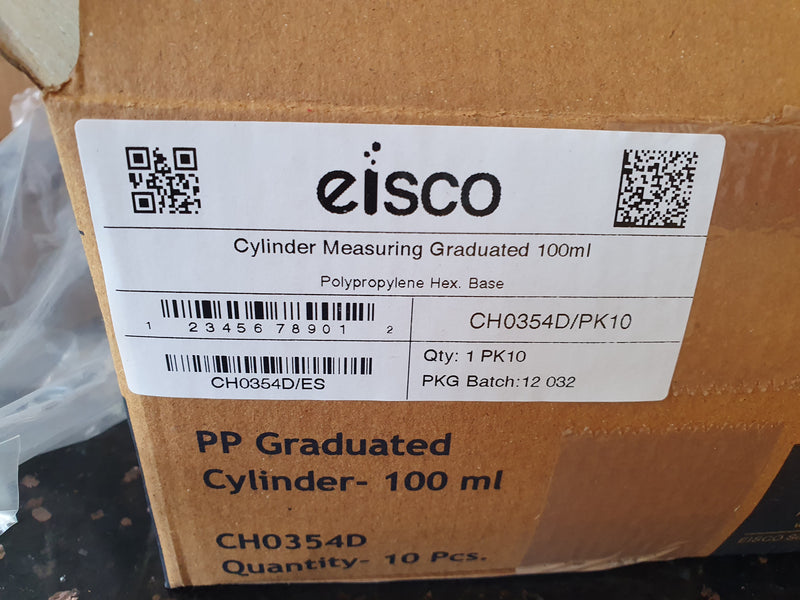 eisco
Cylinder Measuring Graduated 100ml
Polypropylene Hex. Base
1 23456 78901 2
CH0354D/PK10
CH0354D/ES
Qty: 1 PK10
PKG Batch:12 032
PP Graduated
Cylinder- 100 ml
CH0354D
Quantity- 10 Pcs.
EISCO